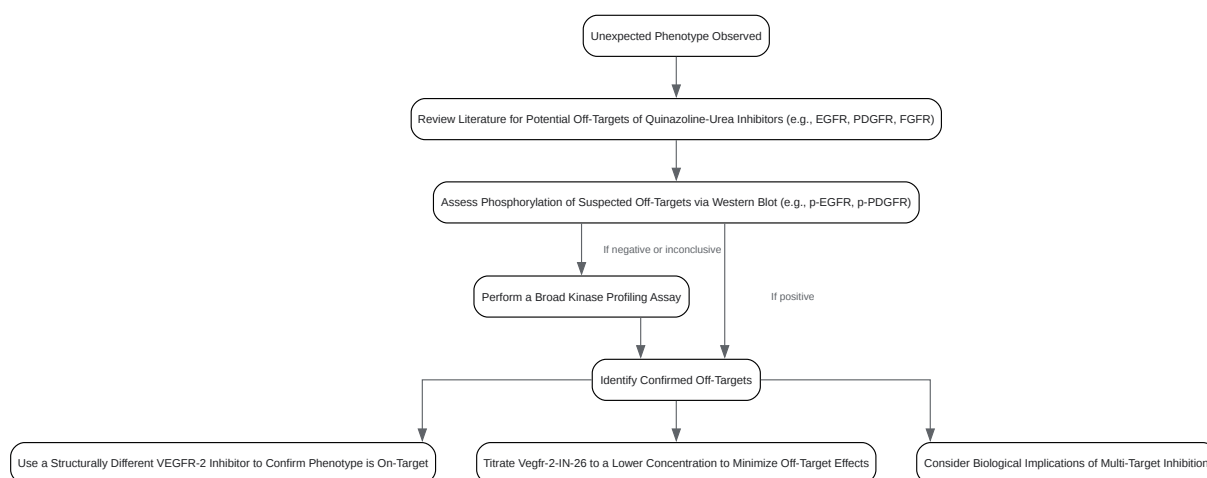 Unexpected Phenotype Observed
Review Literature for Potential Off-Targets of Quinazoline-Urea Inhibitors (e.g., EGFR, PDGFR, FGFR)
Assess Phosphorylation of Suspected Off-Targets via Western Blot (e.g., p-EGFR, p-PDGFR)
If negative or inconclusive
Perform a Broad Kinase Profiling Assay
If positive
Identify Confirmed Off-Targets
Use a Structurally Different VEGFR-2 Inhibitor to Confirm Phenotype is On-Target
Titrate Vegfr-2-IN-26 to a Lower Concentration to Minimize Off-Target Effects
Consider Biological Implications of Multi-Target Inhibition